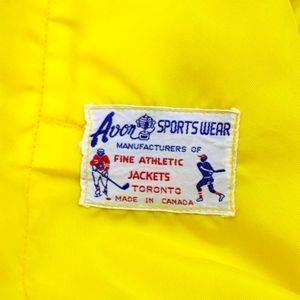 Avon SPORTSWEAR
MANUFACTURERS OF
FINE ATHLETIC
JACKETS
TORONTO
MADE IN CANADA